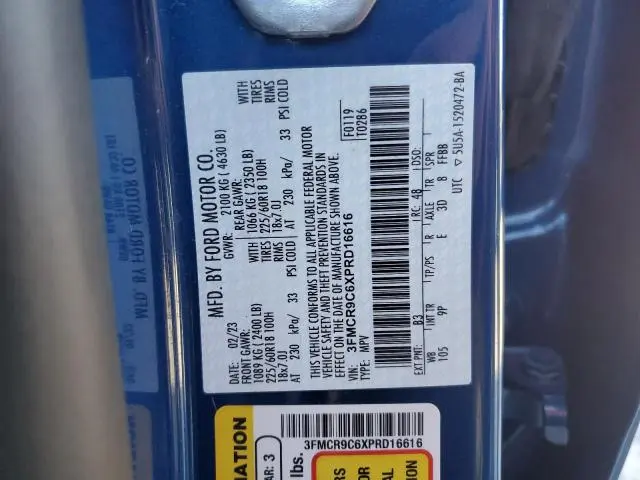 MFD. BY FORD MOTOR CO.
02/23
GVWR: 2100 KG ( 4630 LB)
FRONT GAWR:
1089 KG ( 2400 LB)
225/60R18 100H
18x7.0J
AT 230 kPa/ 33 PSI COLD
REAR GAWR:
1066 KG ( 2350 LB)
225/60R18 100H
18x7.0J
AT 230 kPa/ 33 PSI COLD
WITH
TIRES
RIMS
WITH
TIRES
RIMS
THIS VEHICLE CONFORMS TO ALL APPLICABLE FEDERAL MOTOR
VEHICLE SAFETY AND THEFT PREVENTION STANDARDS IN
EFFECT ON THE DATE OF MANUFACTURE SHOWN ABOVE.
VIN: 3FMCR9C6XPRD16616
TYPE: MPV
F0119
T0286
EXT PNT: B3 RC: 48 DSO:
WB INT TR TP/PS R AXLE TR SPR
105 9P E 3D 8 FFBB
UTC ▽ 5U5A-1520472-BA
3FMCR9C6XPRD16616
lbs.